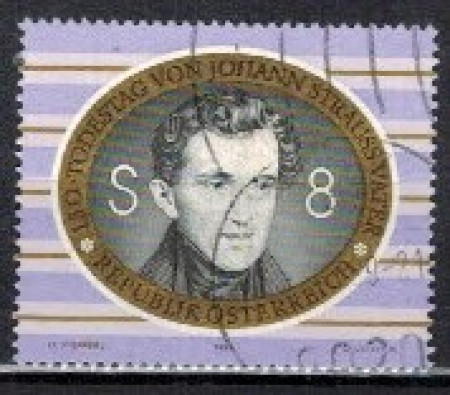 150. TODESTAG VON JOHANN STRAUSS VATER
S 8
REPUBLIK ÖSTERREICH